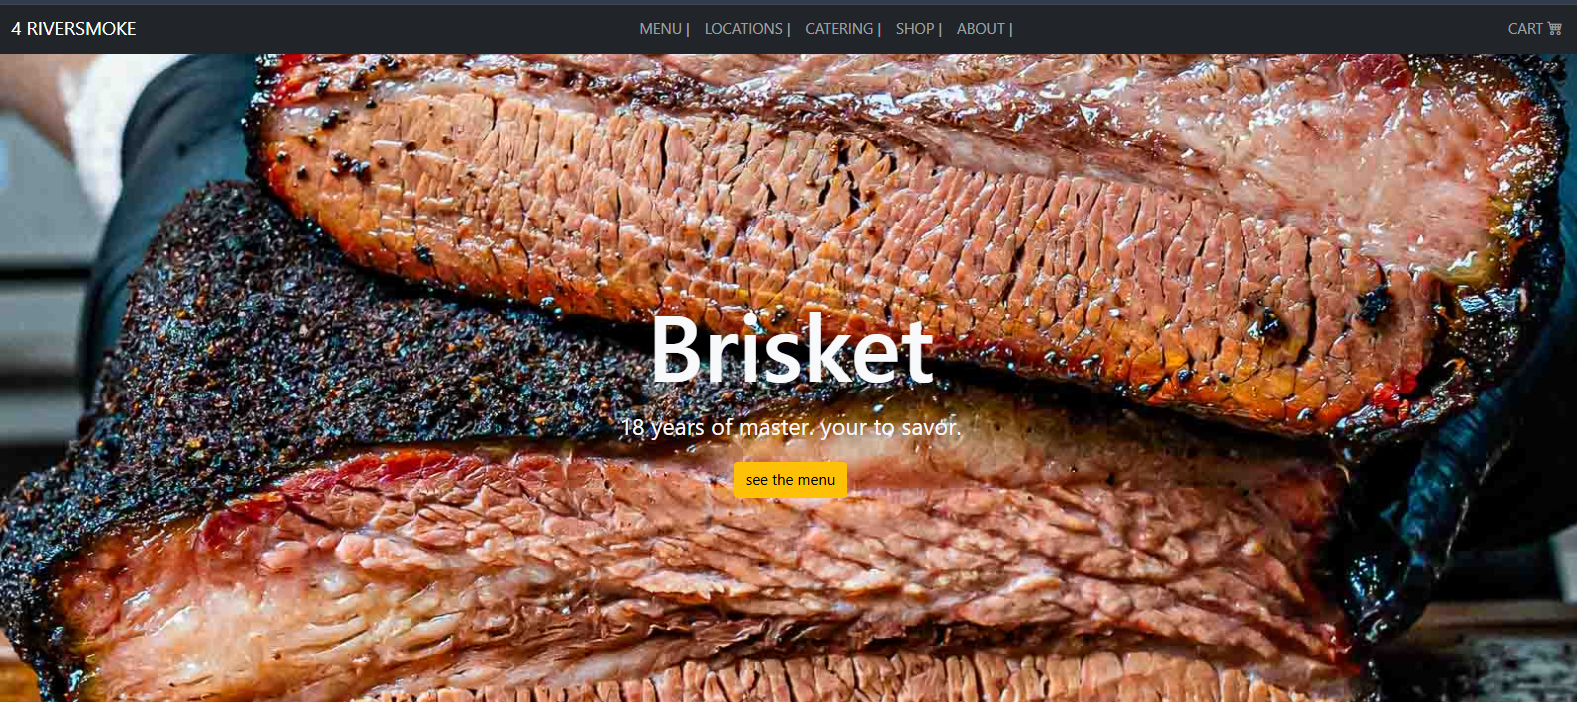 4 RIVERSMOKE MENU | LOCATIONS | CATERING | SHOP | ABOUT | CART
Brisket
18 years of master. your to savor.
see the menu